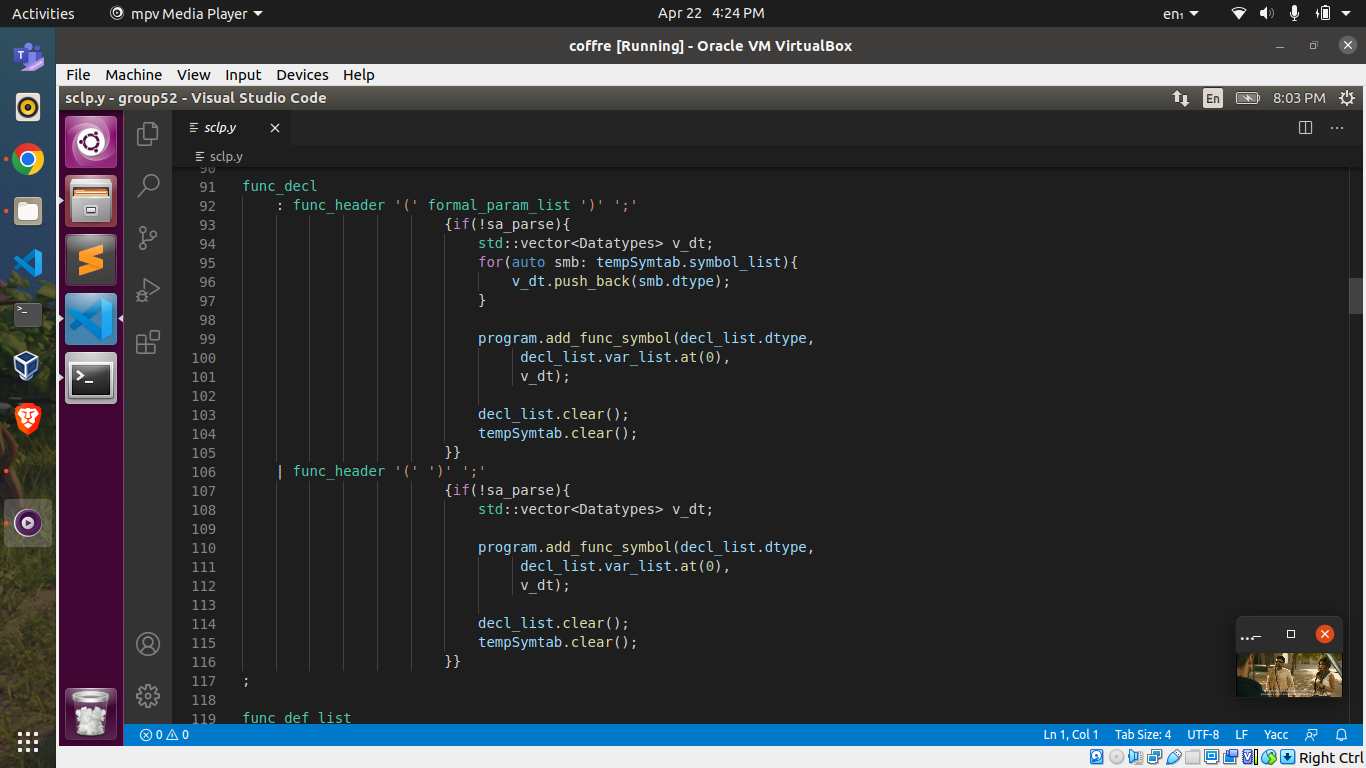 Activities mpv Media Player Apr 22 4:24 PM en₁
coffre [Running] - Oracle VM VirtualBox
File Machine View Input Devices Help
sclp.y - group52 - Visual Studio Code En 8:03 PM
sclp.y
sclp.y
90
91 func_decl
92 : func_header '(' formal_param_list ')' ';'
93 {if(!sa_parse){
94 std::vector<Datatypes> v_dt;
95 for(auto smb: tempSymtab.symbol_list){
96 v_dt.push_back(smb.dtype);
97 }
98
99 program.add_func_symbol(decl_list.dtype,
100 decl_list.var_list.at(0),
101 v_dt);
102
103 decl_list.clear();
104 tempSymtab.clear();
105 }}
106 | func_header '(' ')' ';'
107 {if(!sa_parse){
108 std::vector<Datatypes> v_dt;
109
110 program.add_func_symbol(decl_list.dtype,
111 decl_list.var_list.at(0),
112 v_dt);
113
114 decl_list.clear();
115 tempSymtab.clear();
116 }}
117 ;
118
119 func_def_list
0 0 Ln 1, Col 1 Tab Size: 4 UTF-8 LF Yacc
Right Ctrl